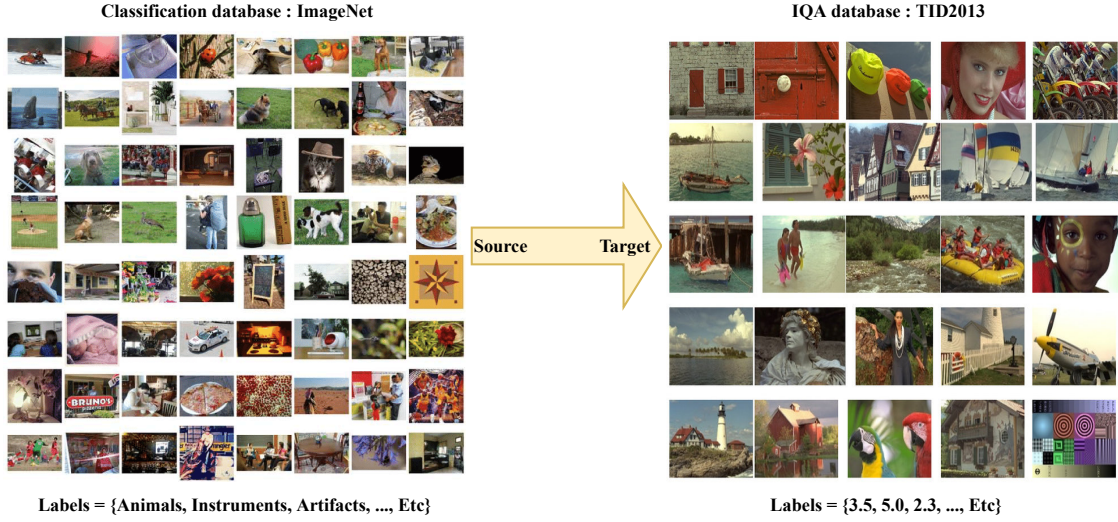 Classification database : ImageNet
IQA database : TID2013
BRUNO'S
Source
Target
Labels = {Animals, Instruments, Artifacts, ..., Etc}
Labels = {3.5, 5.0, 2.3, ..., Etc}